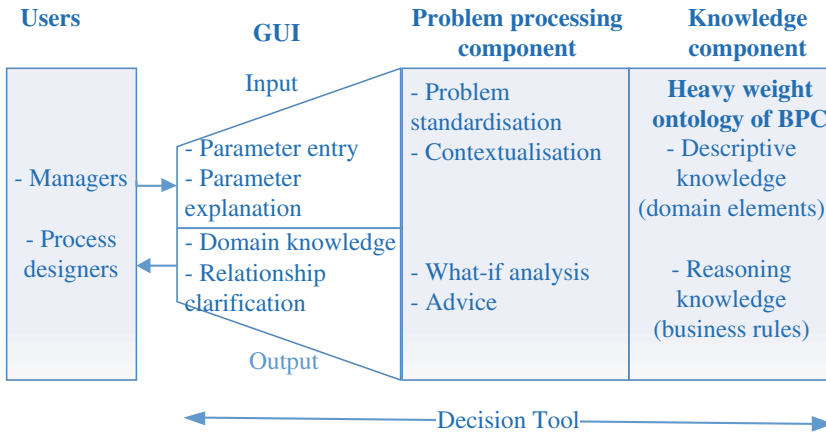 Users
GUI
Problem processing
component
Knowledge
component
Input
- Managers
- Process
designers
- Parameter entry
- Parameter
explanation
- Domain knowledge
- Relationship
clarification
Output
- Problem
standardisation
- Contextualisation
- What-if analysis
- Advice
Heavy weight
ontology of BPC
- Descriptive
knowledge
(domain elements)
- Reasoning
knowledge
(business rules)
Decision Tool